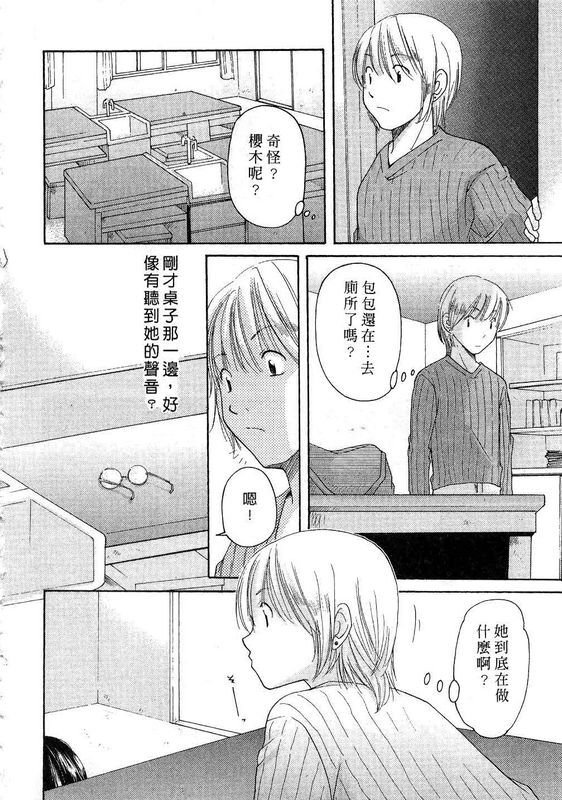 奇怪？
櫻木呢？
包包還在…去
廁所了嗎？
剛才桌子那一邊，好
像有聽到她的聲音？
嗯！
她到底在做
什麼啊？